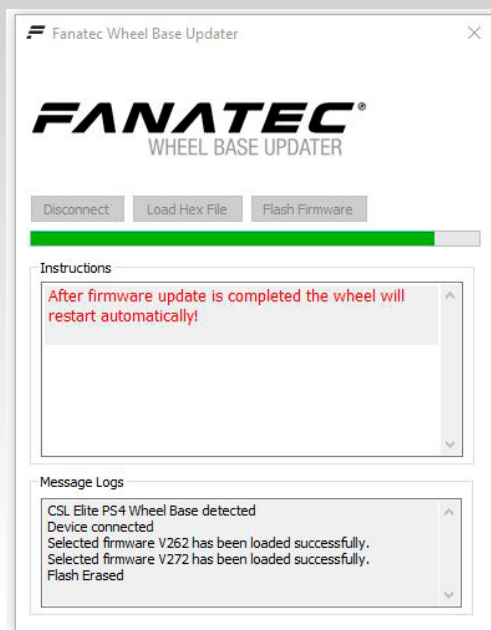 Fanatec Wheel Base Updater
FANATEC®
WHEEL BASE UPDATER
Disconnect Load Hex File Flash Firmware
Instructions
After firmware update is completed the wheel will
restart automatically!
Message Logs
CSL Elite PS4 Wheel Base detected
Device connected
Selected firmware V262 has been loaded successfully.
Selected firmware V272 has been loaded successfully.
Flash Erased